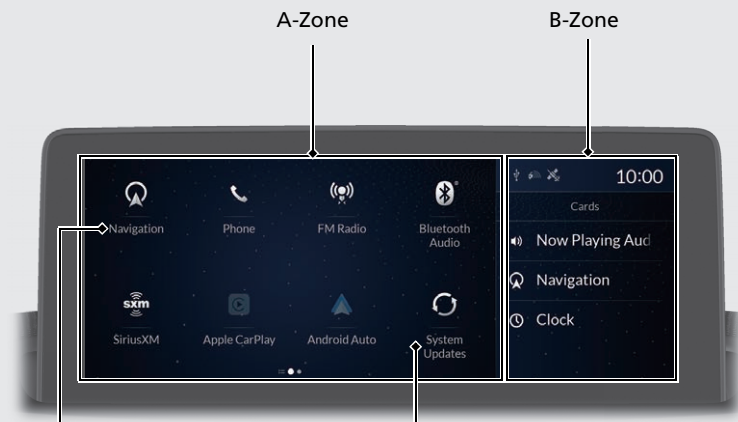 A-Zone
B-Zone
10:00
Cards
Navigation
Phone
FM Radio
Bluetooth
Audio
Now Playing Aud
Navigation
Clock
sxm
SiriusXM
Apple CarPlay
Android Auto
System
Updates